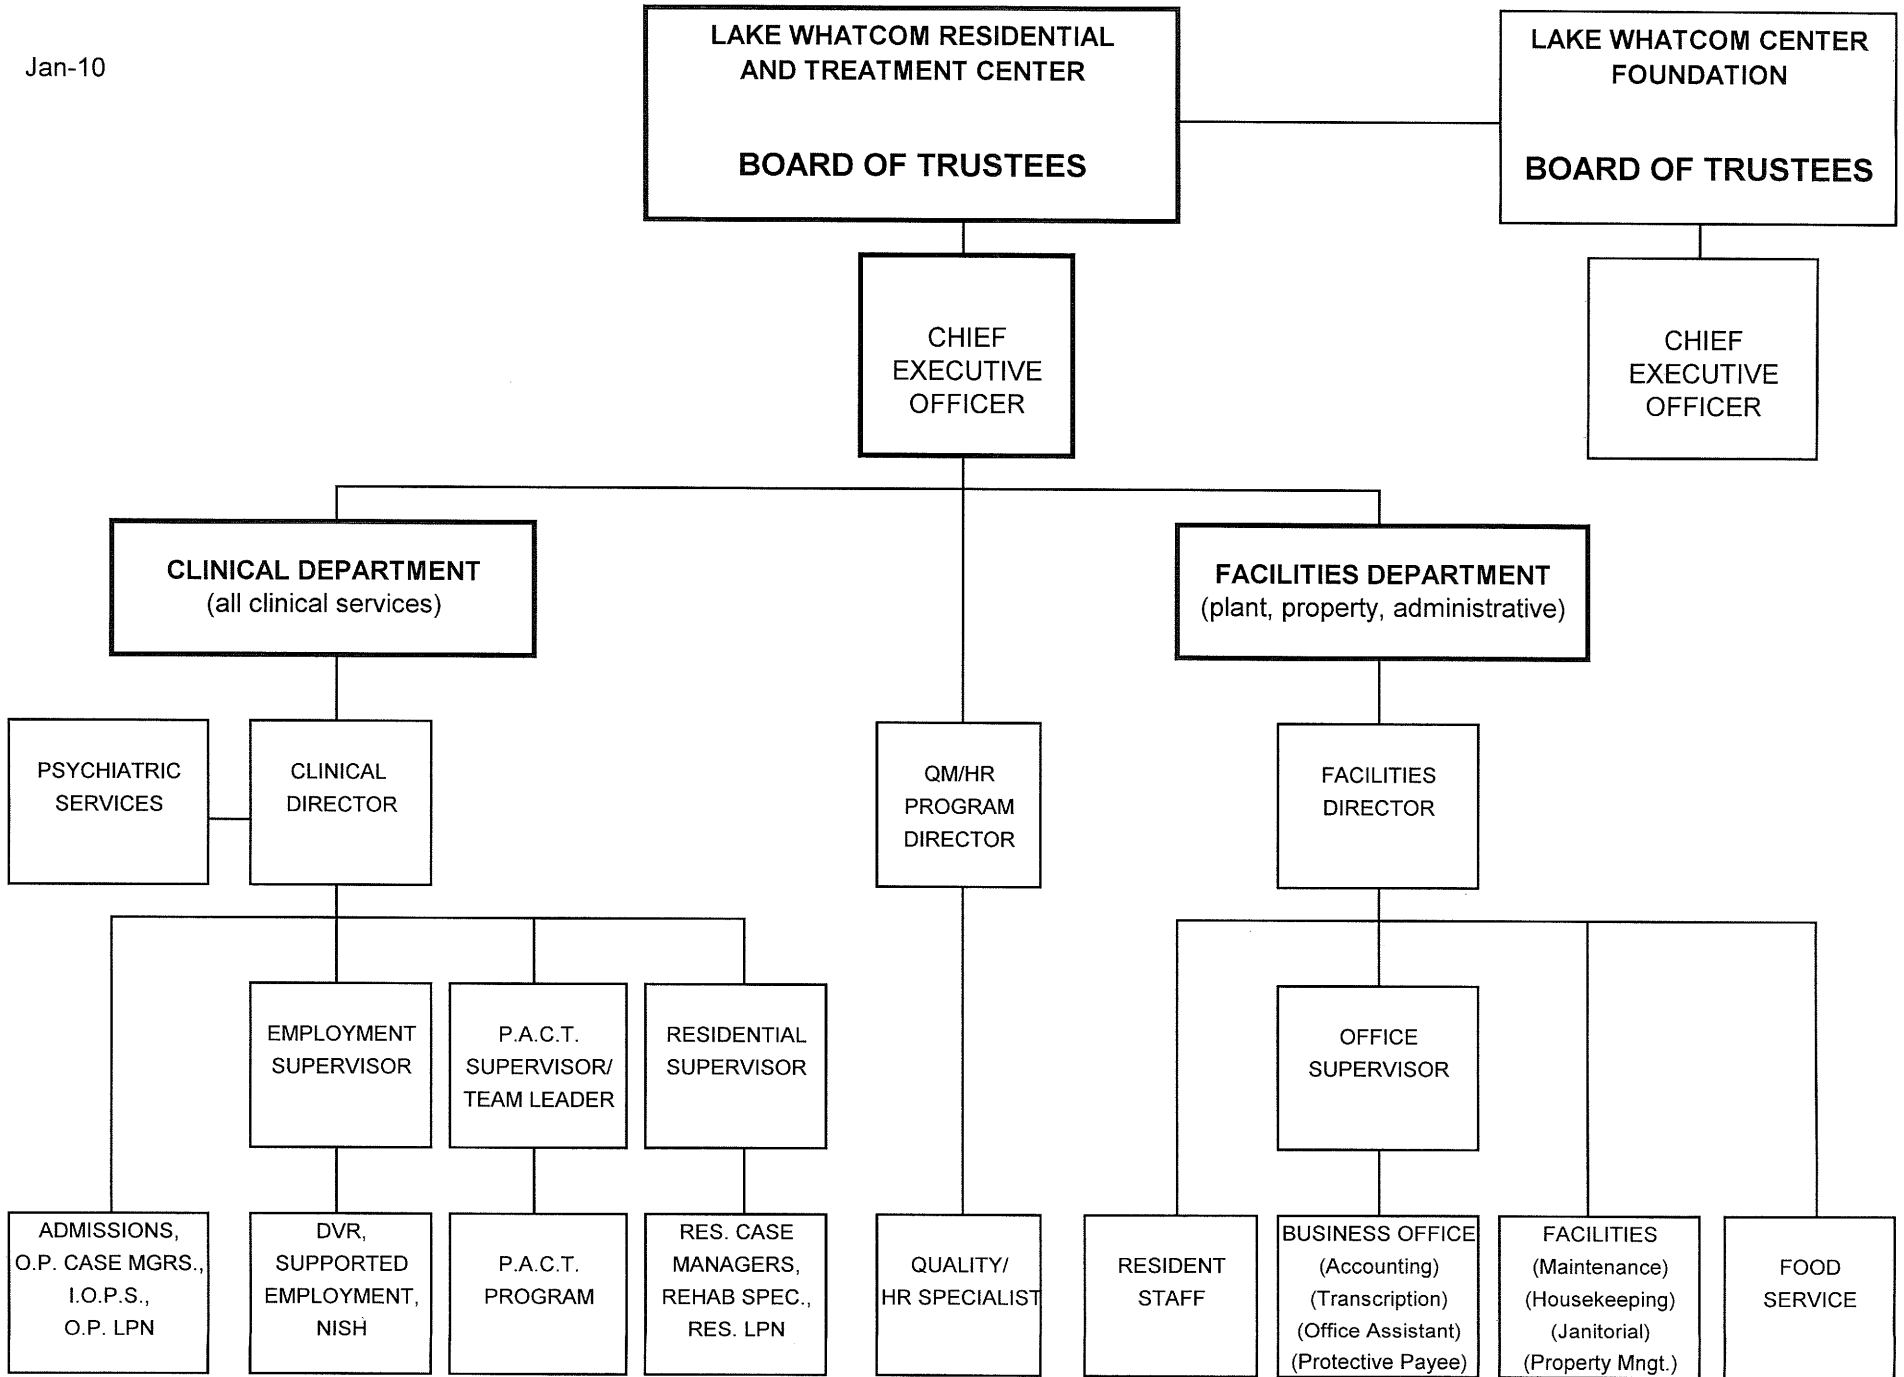 Jan-10
LAKE WHATCOM RESIDENTIAL
AND TREATMENT CENTER
BOARD OF TRUSTEES
LAKE WHATCOM CENTER
FOUNDATION
BOARD OF TRUSTEES
CHIEF
EXECUTIVE
OFFICER
CHIEF
EXECUTIVE
OFFICER
CLINICAL DEPARTMENT
(all clinical services)
FACILITIES DEPARTMENT
(plant, property, administrative)
PSYCHIATRIC
SERVICES
CLINICAL
DIRECTOR
QM/HR
PROGRAM
DIRECTOR
FACILITIES
DIRECTOR
EMPLOYMENT
SUPERVISOR
P.A.C.T.
SUPERVISOR/
TEAM LEADER
RESIDENTIAL
SUPERVISOR
OFFICE
SUPERVISOR
ADMISSIONS,
O.P. CASE MGRS.,
I.O.P.S.,
O.P. LPN
DVR,
SUPPORTED
EMPLOYMENT,
NISH
P.A.C.T.
PROGRAM
RES. CASE
MANAGERS,
REHAB SPEC.,
RES. LPN
QUALITY/
HR SPECIALIST
RESIDENT
STAFF
BUSINESS OFFICE
(Accounting)
(Transcription)
(Office Assistant)
(Protective Payee)
FACILITIES
(Maintenance)
(Housekeeping)
(Janitorial)
(Property Mngt.)
FOOD
SERVICE